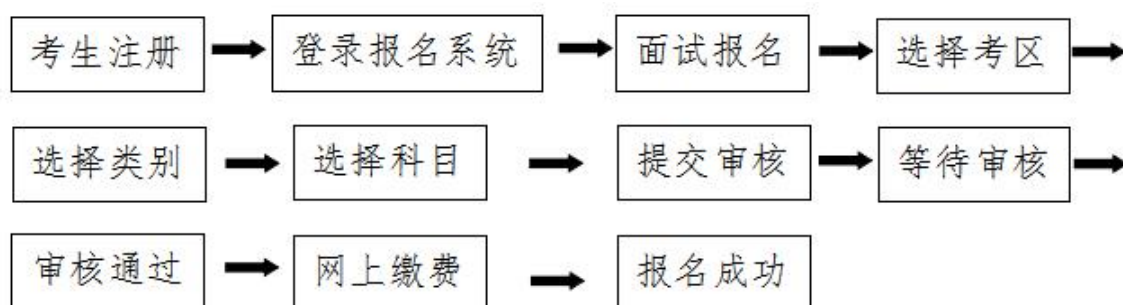 考生注册 登录报名系统 面试报名 选择考区
选择类别 选择科目 提交审核 等待审核
审核通过 网上缴费 报名成功